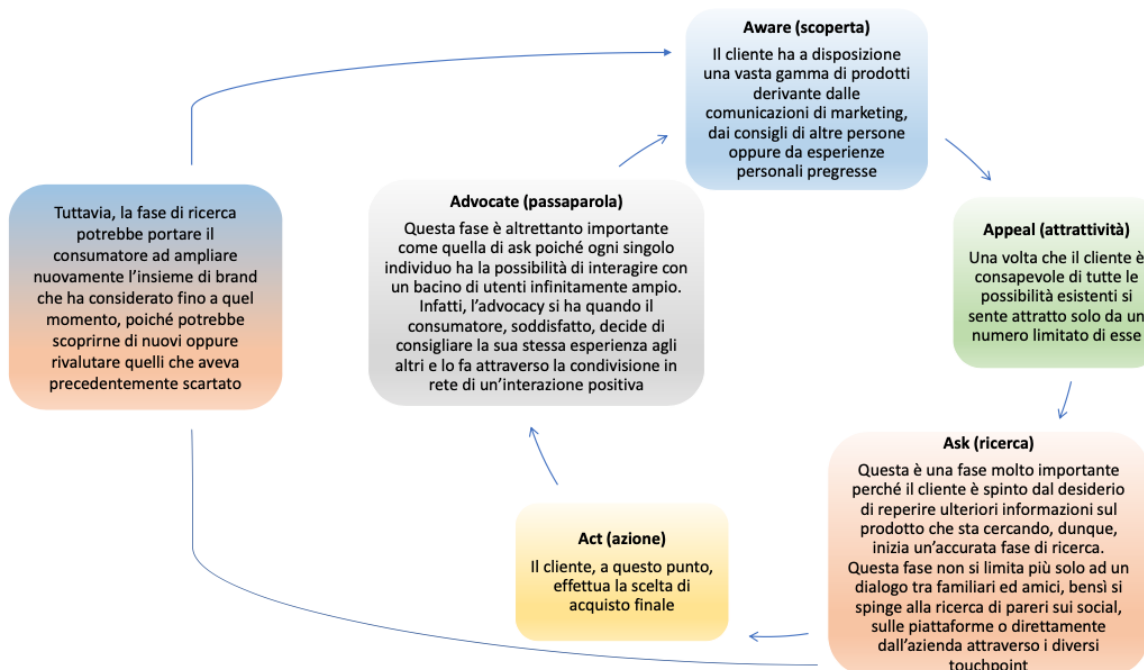 Aware (scoperta)
Il cliente ha a disposizione
una vasta gamma di prodotti
derivante dalle
comunicazioni di marketing,
dai consigli di altre persone
oppure da esperienze
personali pregresse
Appeal (attrattività)
Una volta che il cliente è
consapevole di tutte le
possibilità esistenti si
sente attratto solo da un
numero limitato di esse
Ask (ricerca)
Questa è una fase molto importante
perché il cliente è spinto dal desiderio
di reperire ulteriori informazioni sul
prodotto che sta cercando, dunque,
inizia un’accurata fase di ricerca.
Questa fase non si limita più solo ad un
dialogo tra familiari ed amici, bensì si
spinge alla ricerca di pareri sui social,
sulle piattaforme o direttamente
dall’azienda attraverso i diversi
touchpoint
Act (azione)
Il cliente, a questo punto,
effettua la scelta di
acquisto finale
Advocate (passaparola)
Questa fase è altrettanto importante
come quella di ask poiché ogni singolo
individuo ha la possibilità di interagire con
un bacino di utenti infinitamente ampio.
Infatti, l’advocacy si ha quando il
consumatore, soddisfatto, decide di
consigliare la sua stessa esperienza agli
altri e lo fa attraverso la condivisione in
rete di un’interazione positiva
Tuttavia, la fase di ricerca
potrebbe portare il
consumatore ad ampliare
nuovamente l’insieme di brand
che ha considerato fino a quel
momento, poiché potrebbe
scoprirne di nuovi oppure
rivalutare quelli che aveva
precedentemente scartato